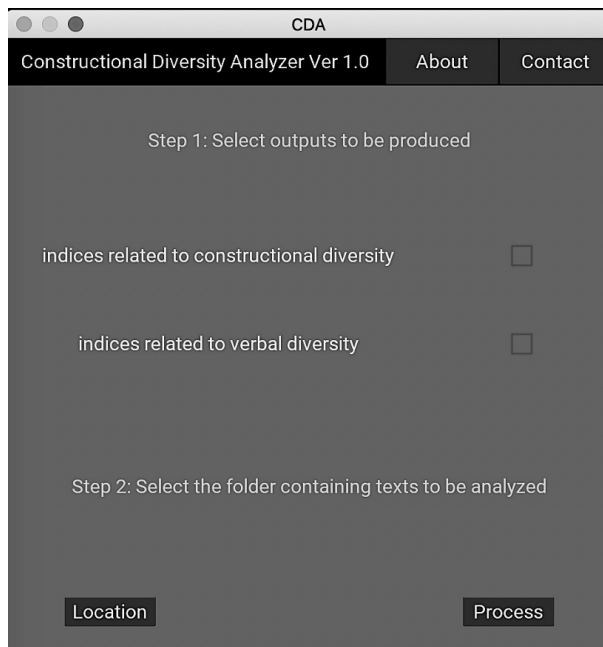 CDA
Constructional Diversity Analyzer Ver 1.0 About Contact
Step 1: Select outputs to be produced
indices related to constructional diversity
indices related to verbal diversity
Step 2: Select the folder containing texts to be analyzed
Location Process